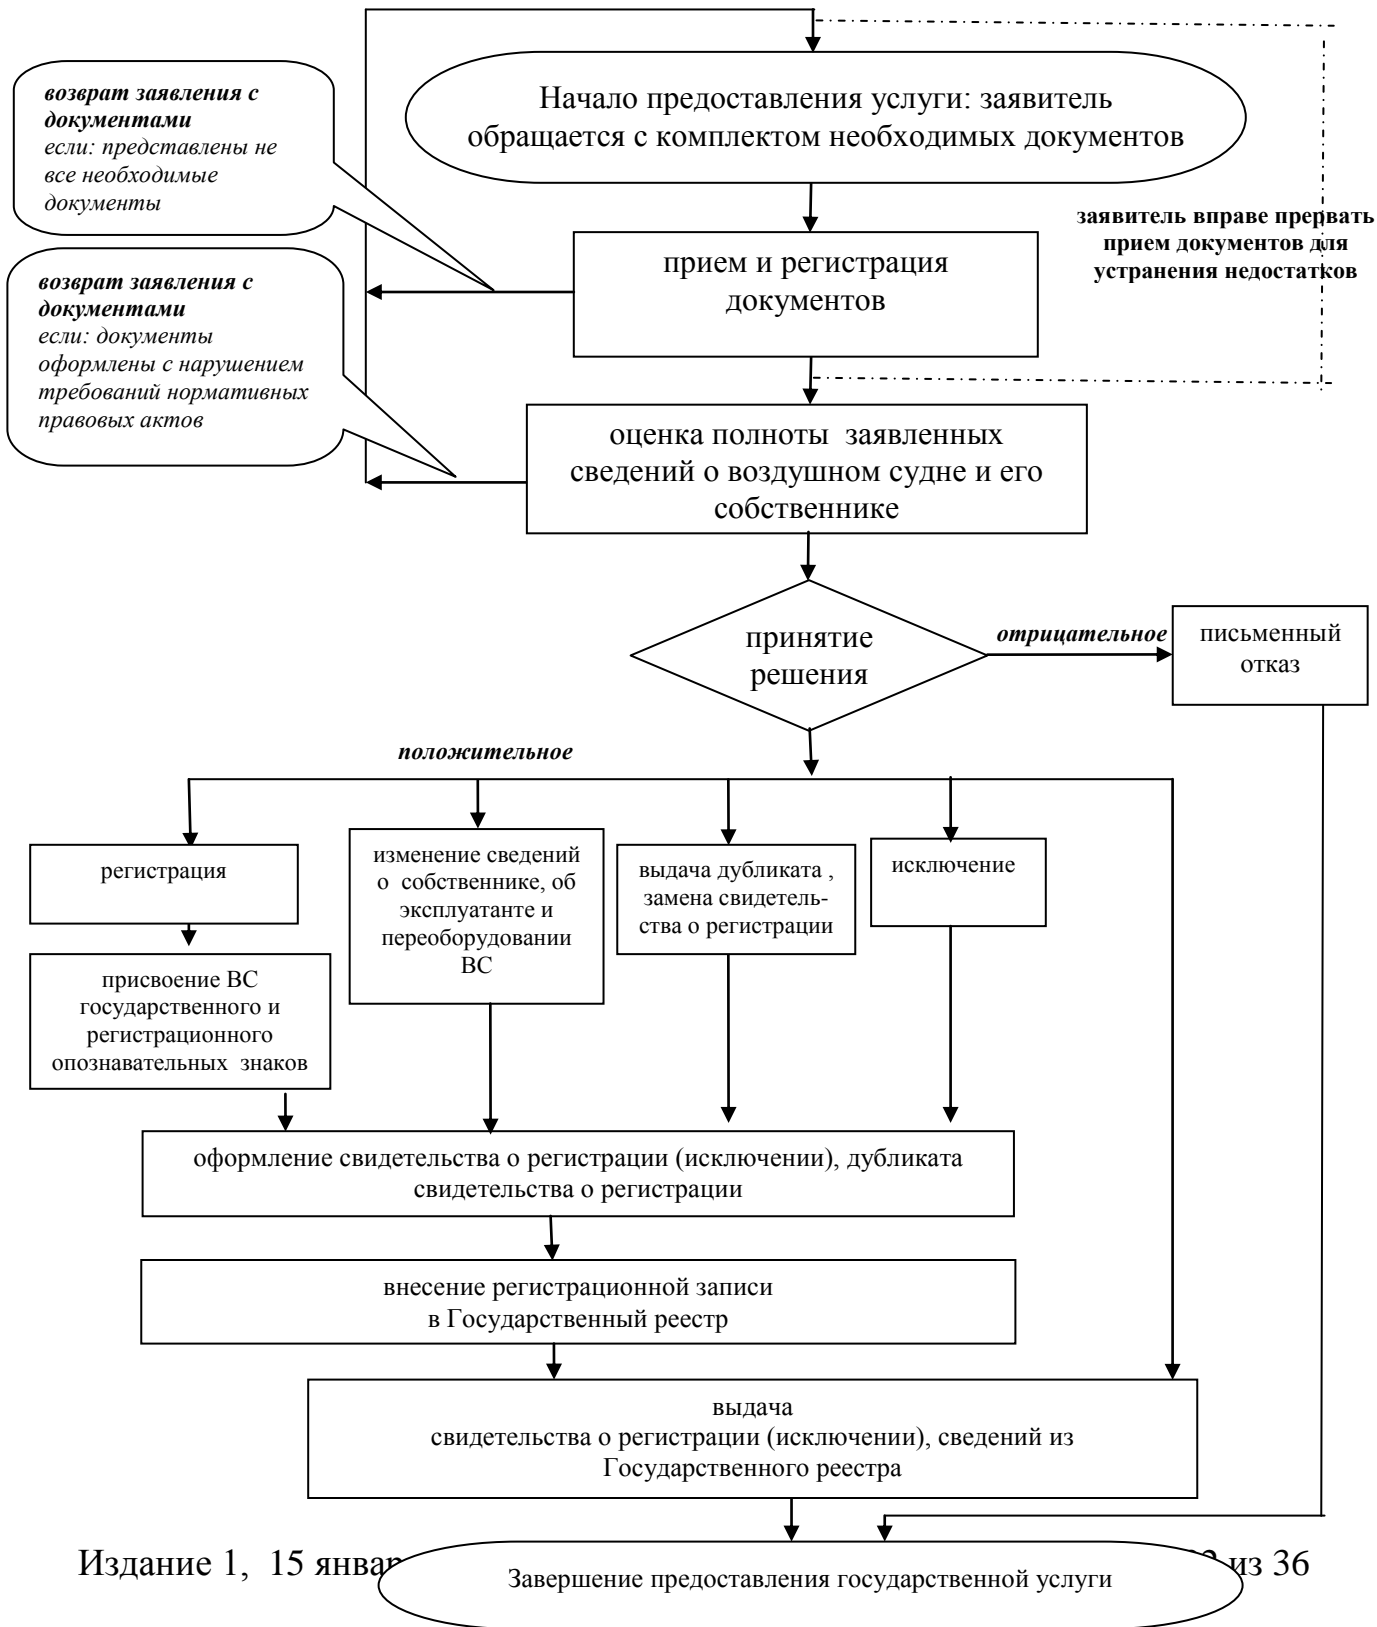 Начало предоставления услуги: заявитель
обращается с комплектом необходимых документов
возврат заявления с
документами
если: представлены не
все необходимые
документы
заявитель вправе прервать
прием документов для
устранения недостатков
прием и регистрация
документов
возврат заявления с
документами
если: документы
оформлены с нарушением
требований нормативных
правовых актов
оценка полноты  заявленных
сведений о воздушном судне и его
собственнике
принятие
решения
отрицательное
письменный
отказ
положительное
регистрация
изменение сведений
о  собственнике, об
эксплуатанте и
переоборудовании
ВС
выдача дубликата ,
замена свидетель-
ства о регистрации
исключение
присвоение ВС
государственного и
регистрационного
опознавательных  знаков
оформление свидетельства о регистрации (исключении), дубликата
свидетельства о регистрации
внесение регистрационной записи
в Государственный реестр
выдача
свидетельства о регистрации (исключении), сведений из
Государственного реестра
Издание 1,  15 из 36
Завершение предоставления государственной услуги